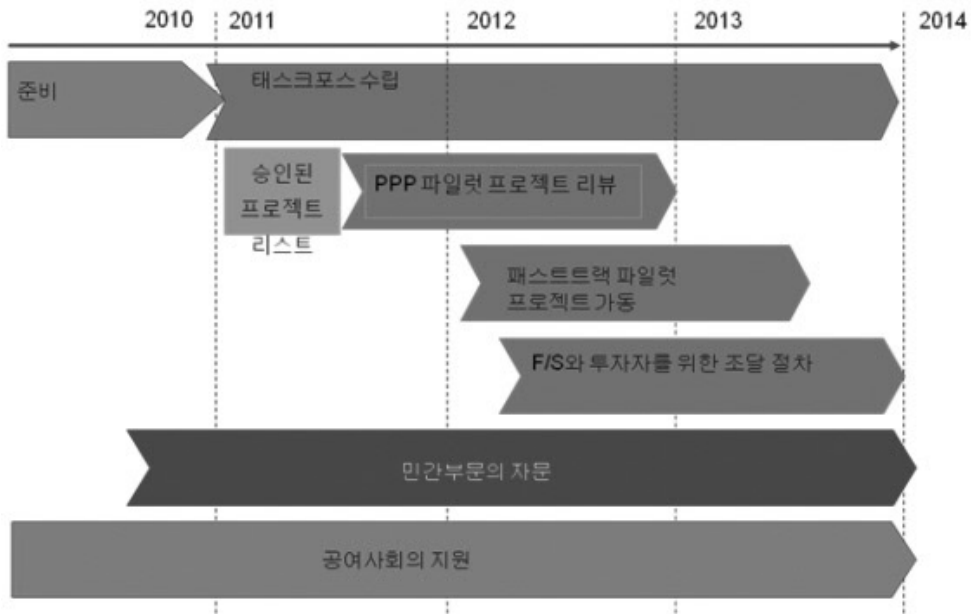 2010
2011
2012
2013
2014
준비
태스크포스 수립
승인된
프로젝트
리스트
PPP 파일럿 프로젝트 리뷰
패스트트랙 파일럿
프로젝트 가동
F/S와 투자자를 위한 조달 절차
민간부문의 자문
공여사회의 지원